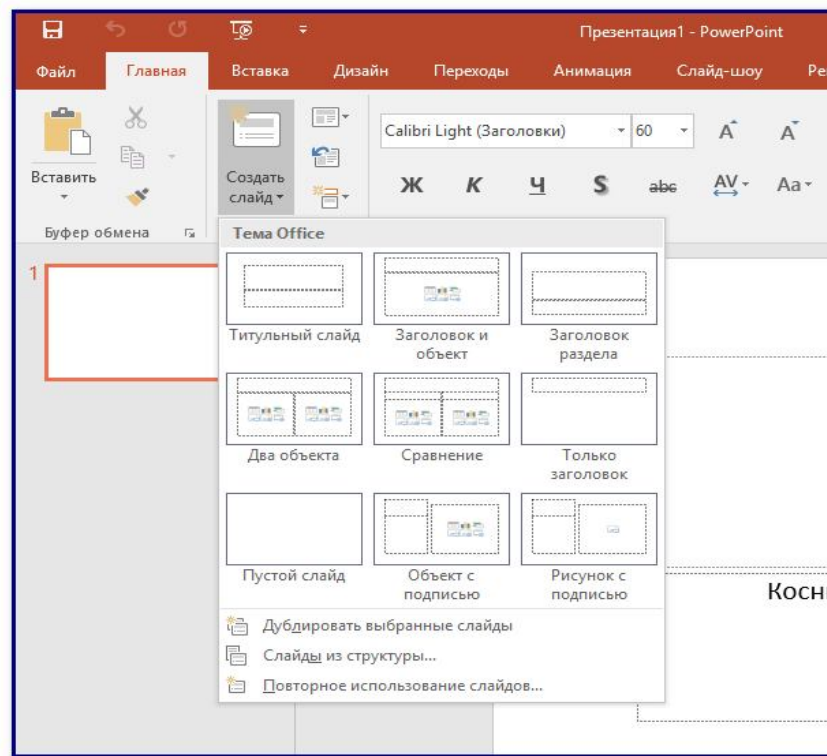 Презентация1 - PowerPoint
Файл Главная Вставка Дизайн Переходы Анимация Слайд-шоу Ре
Вставить
Создать слайд
Calibri Light (Заголовки) 60 A A
Ж К Ч S abc AV Aa
Буфер обмена
Тема Office
Титульный слайд
Заголовок и объект
Заголовок раздела
Два объекта
Сравнение
Только заголовок
Пустой слайд
Объект с подписью
Рисунок с подписью
Дублировать выбранные слайды
Слайды из структуры...
Повторное использование слайдов...
1
Косн